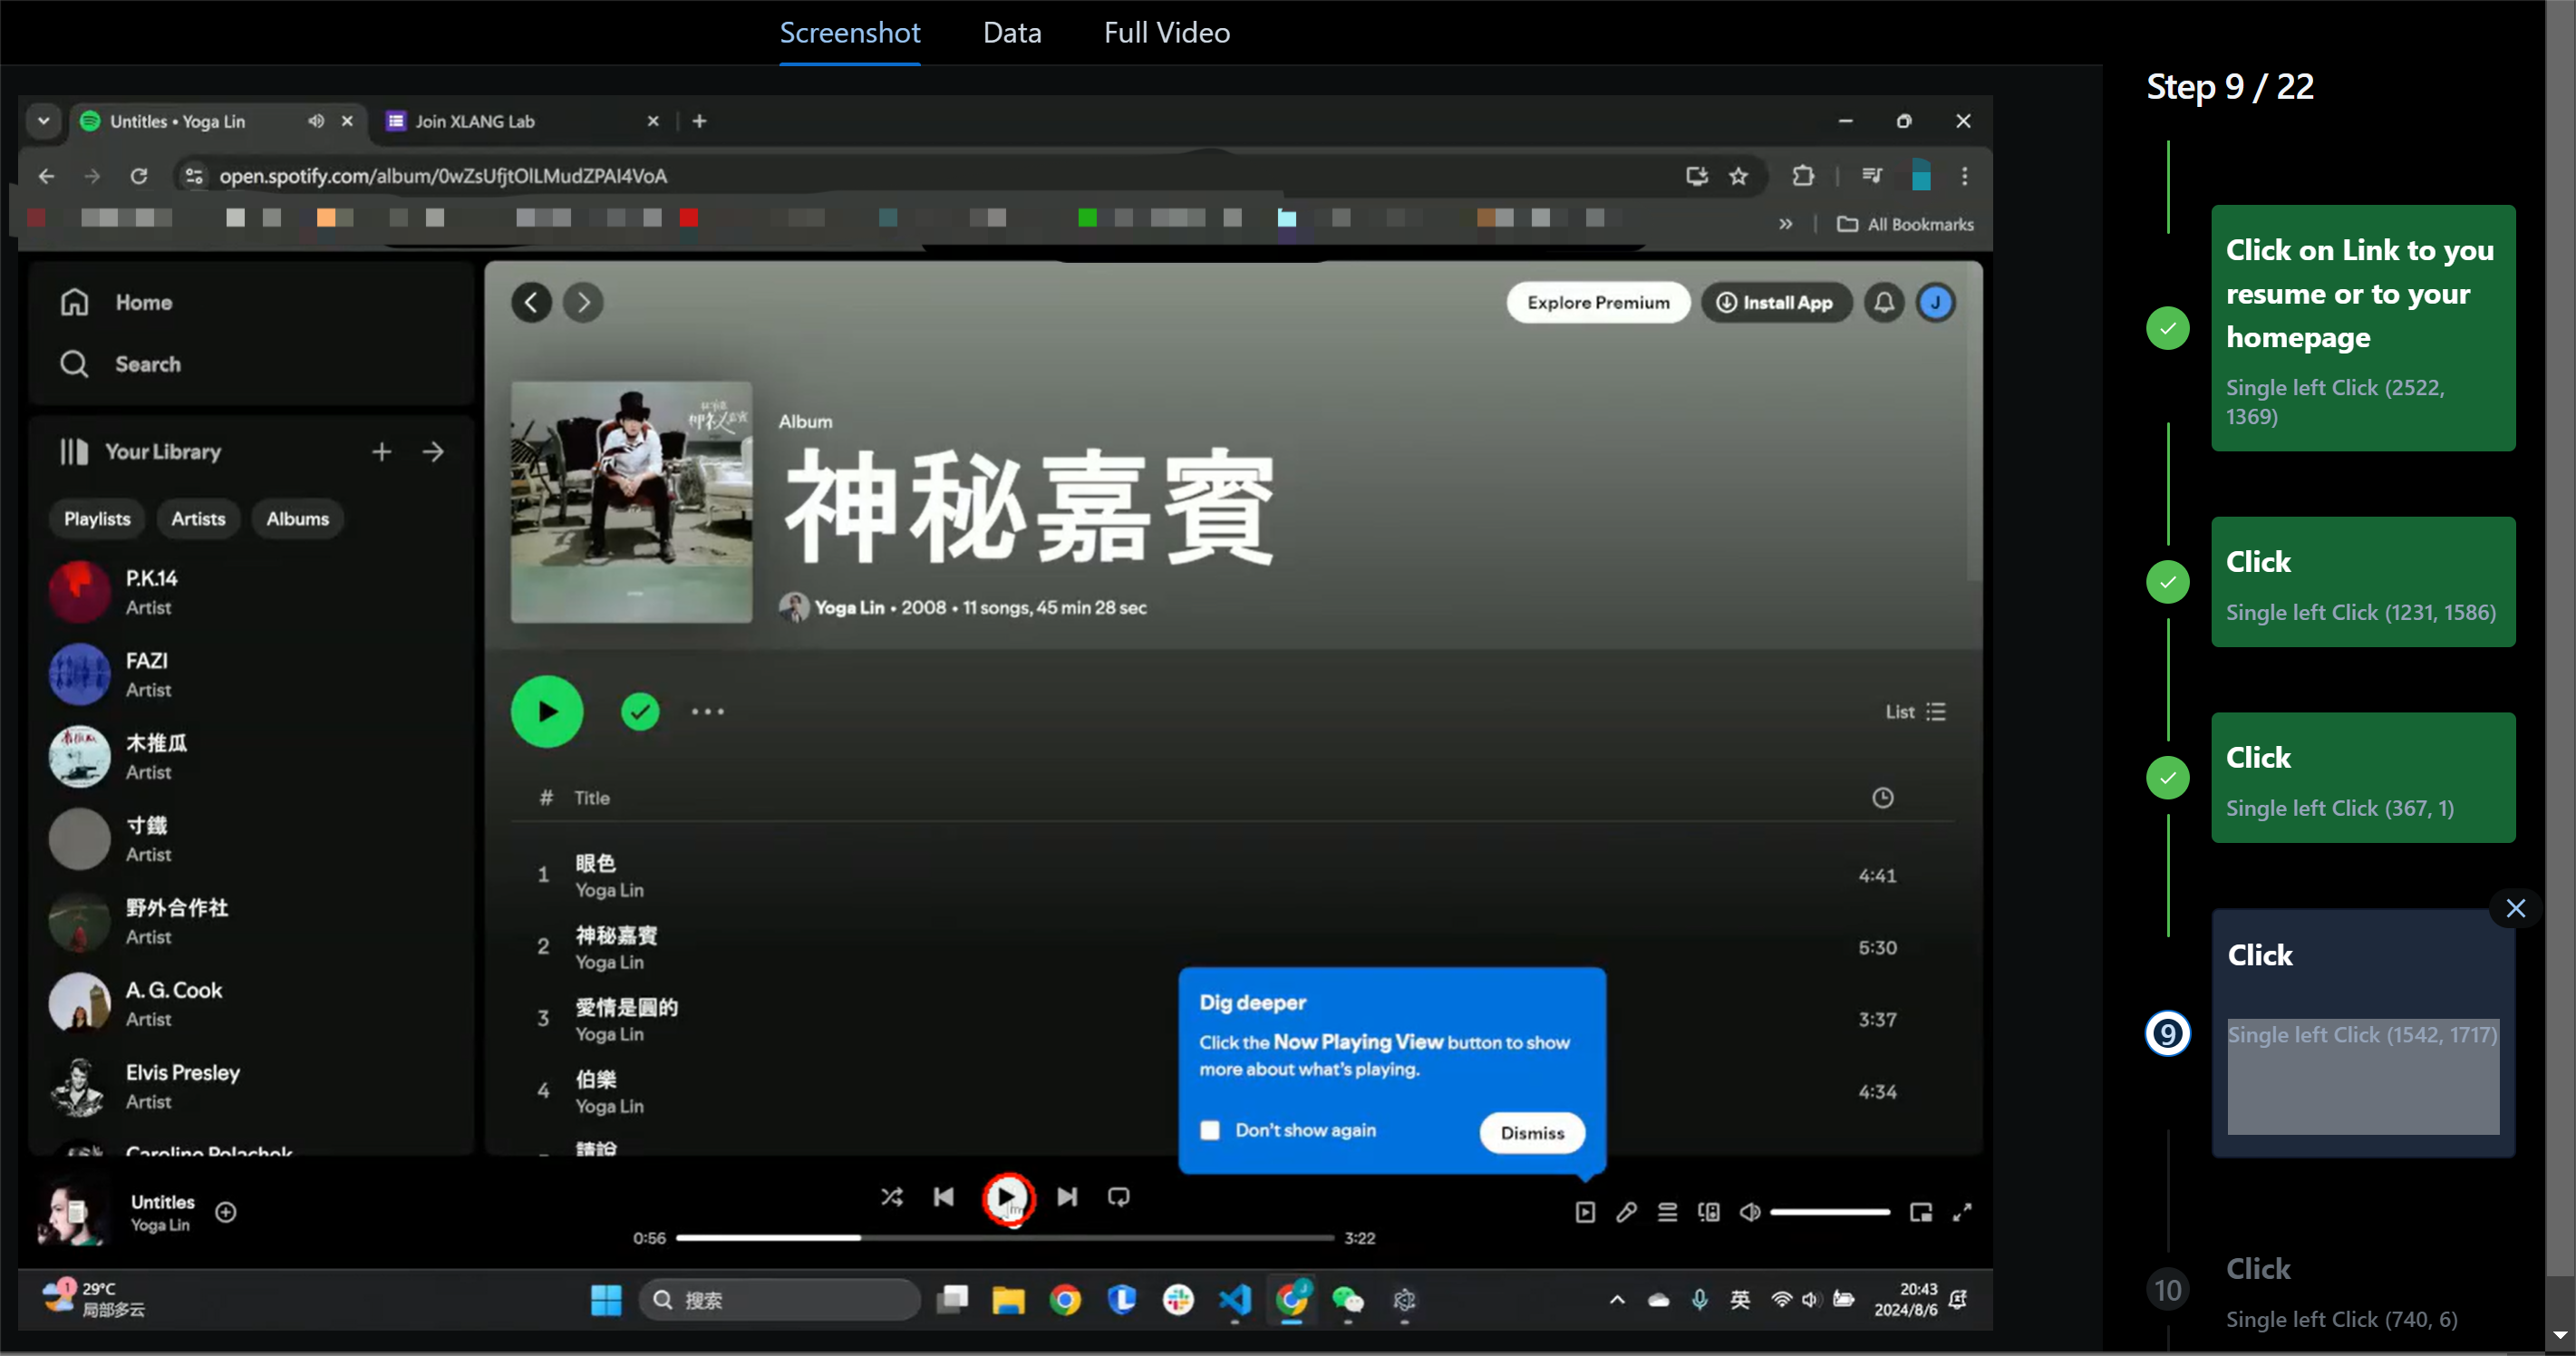 Screenshot Data Full Video
Untitles • Yoga Lin
Join XLANG Lab
open.spotify.com/album/0wZsUfjtOlLMudZPAI4VoA
All Bookmarks
Home
Search
Your Library
Playlists Artists Albums
P.K.14
Artist
FAZI
Artist
木推瓜
Artist
寸鐵
Artist
野外合作社
Artist
A. G. Cook
Artist
Elvis Presley
Artist
Caroline Polachek
Explore Premium
Install App
J
Album
神秘嘉賓
Yoga Lin • 2008 • 11 songs, 45 min 28 sec
List
# Title
1 眼色 4:41
Yoga Lin
2 神秘嘉賓 5:30
Yoga Lin
3 愛情是圓的 3:37
Yoga Lin
4 伯樂 4:34
Yoga Lin
請說
Dig deeper
Click the Now Playing View button to show
more about what's playing.
Don't show again
Dismiss
Untitles
Yoga Lin
0:56 3:22
1
29°C
局部多云
搜索
英
20:43
2024/8/6
Step 9 / 22
Click on Link to you
resume or to your
homepage
Single left Click (2522,
1369)
Click
Single left Click (1231, 1586)
Click
Single left Click (367, 1)
9
Click
Single left Click (1542, 1717)
10
Click
Single left Click (740, 6)